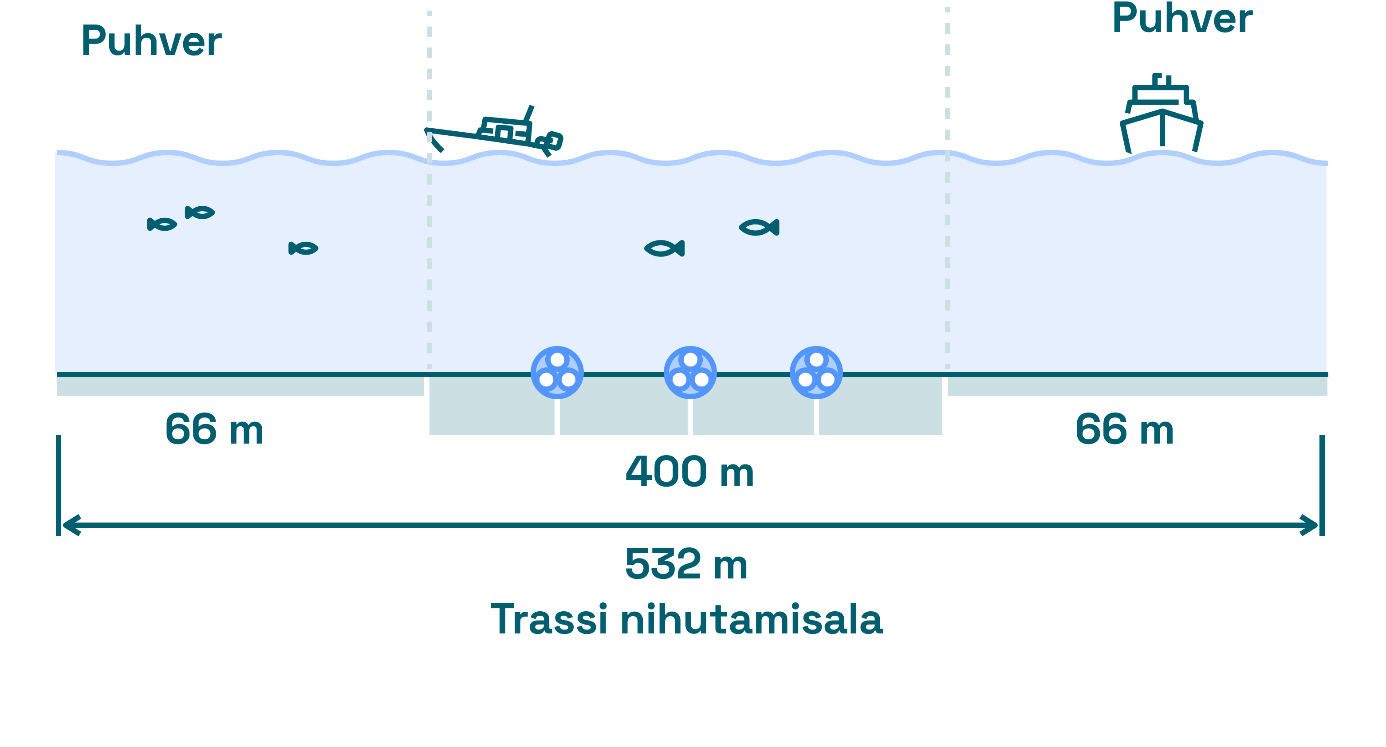 Puhver
Puhver
66 m
66 m
400 m
532 m
Trassi nihutamisala